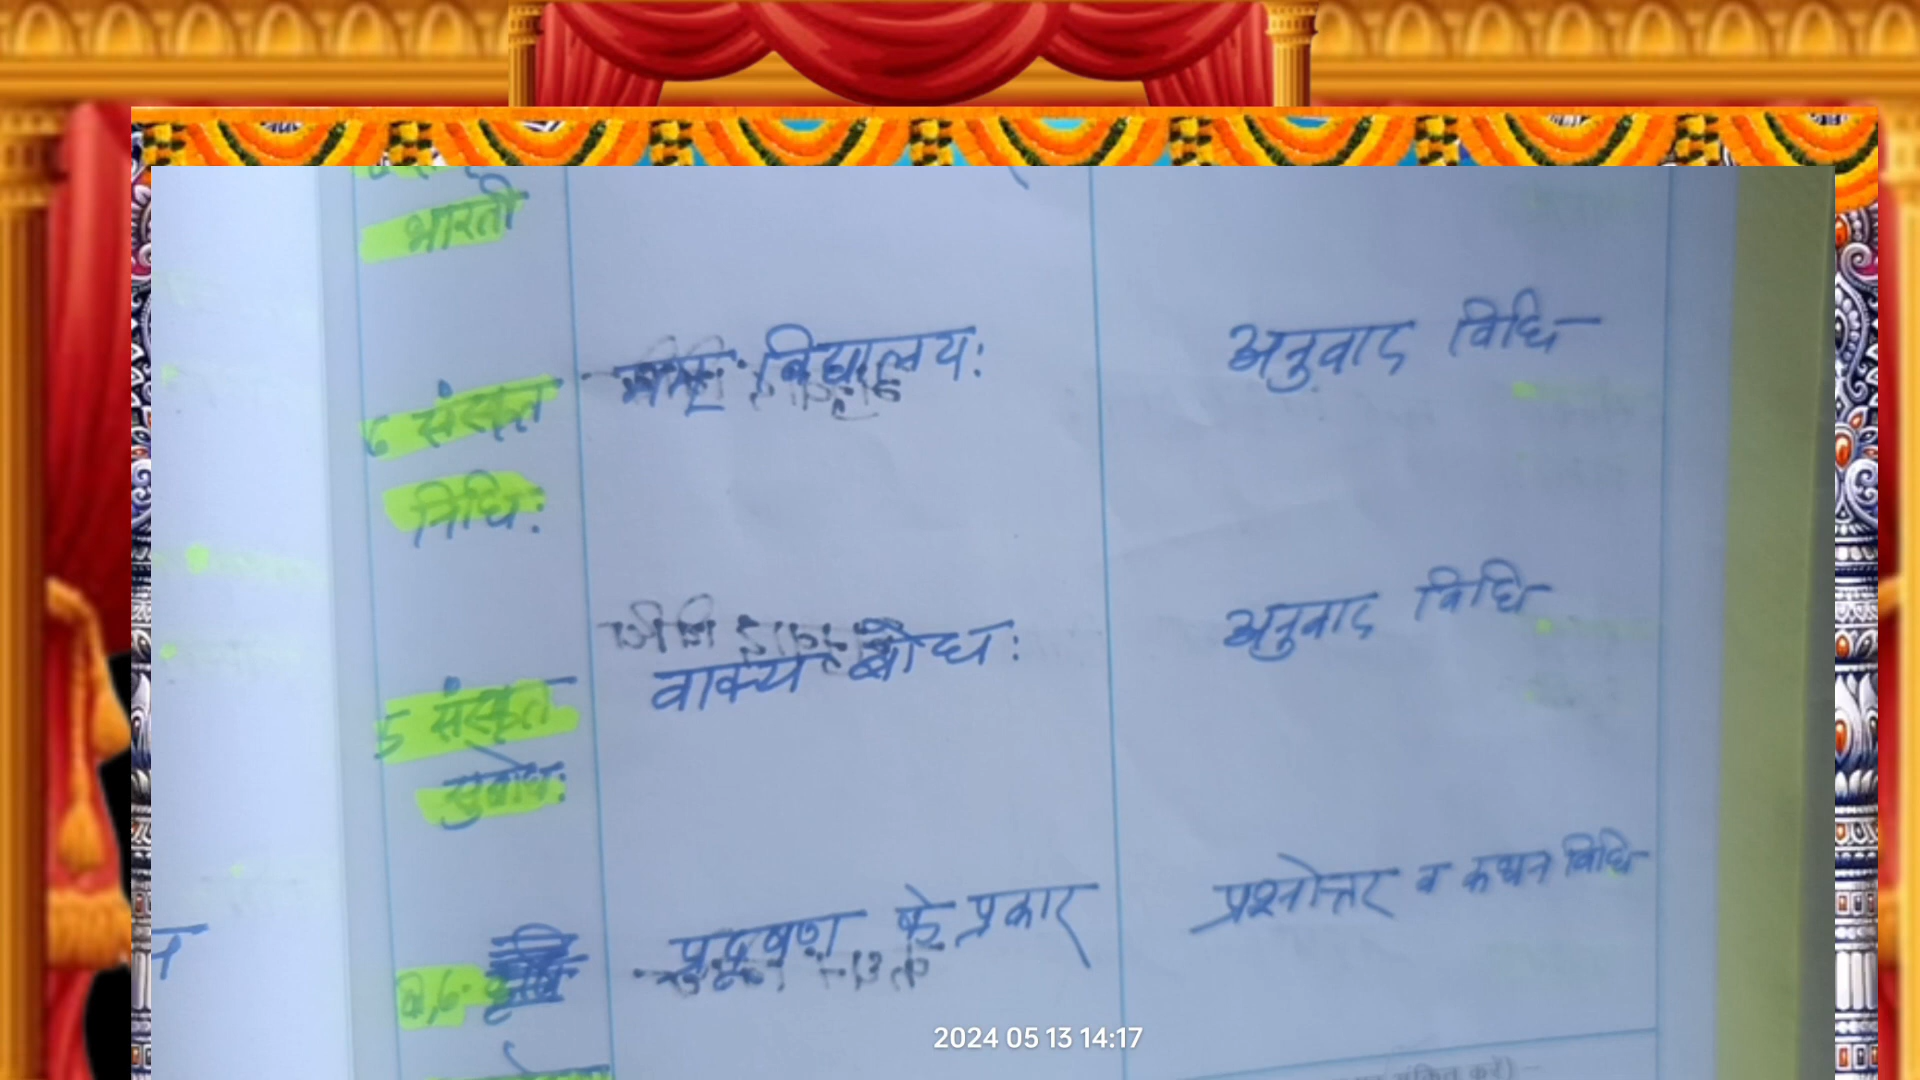 भारती
विद्यालय: अनुवाद विधि
6 संस्कृत
निधि:
वाक्य बोध: अनुवाद विधि
5 संस्कृत
सुबोध:
प्रदूषण के प्रकार प्रश्नोत्तर व कथन विधि
2024 05 13 14:17